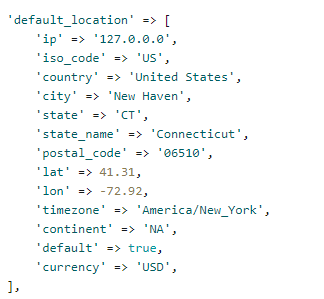 'default_location' => [
    'ip' => '127.0.0.0',
    'iso_code' => 'US',
    'country' => 'United States',
    'city' => 'New Haven',
    'state' => 'CT',
    'state_name' => 'Connecticut',
    'postal_code' => '06510',
    'lat' => 41.31,
    'lon' => -72.92,
    'timezone' => 'America/New_York',
    'continent' => 'NA',
    'default' => true,
    'currency' => 'USD',
],